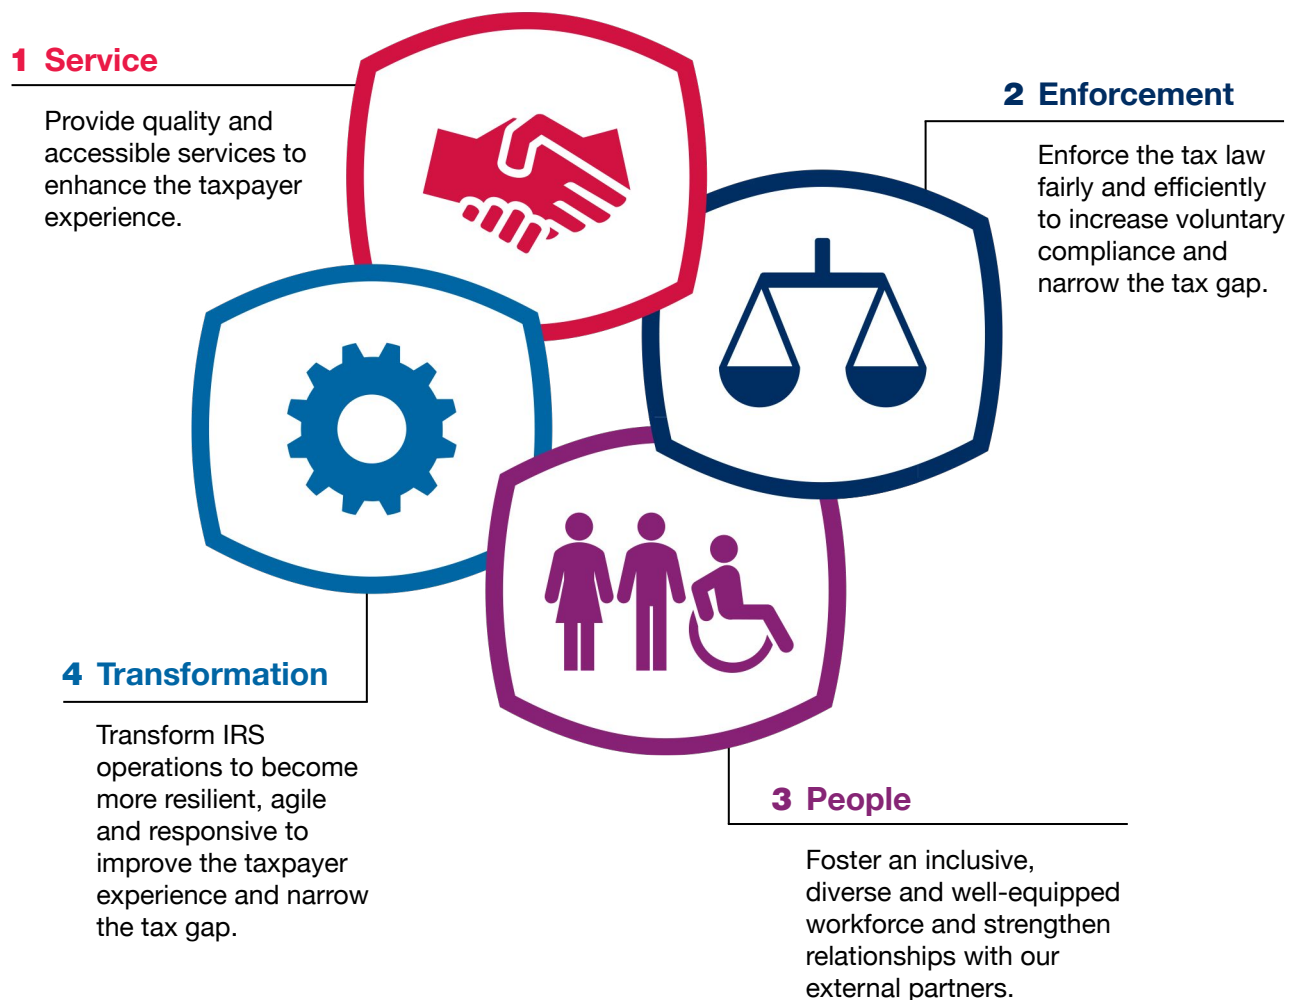 1 Service
Provide quality and
accessible services to
enhance the taxpayer
experience.
2 Enforcement
Enforce the tax law
fairly and efficiently
to increase voluntary
compliance and
narrow the tax gap.
3 People
Foster an inclusive,
diverse and well-equipped
workforce and strengthen
relationships with our
external partners.
4 Transformation
Transform IRS
operations to become
more resilient, agile
and responsive to
improve the taxpayer
experience and narrow
the tax gap.